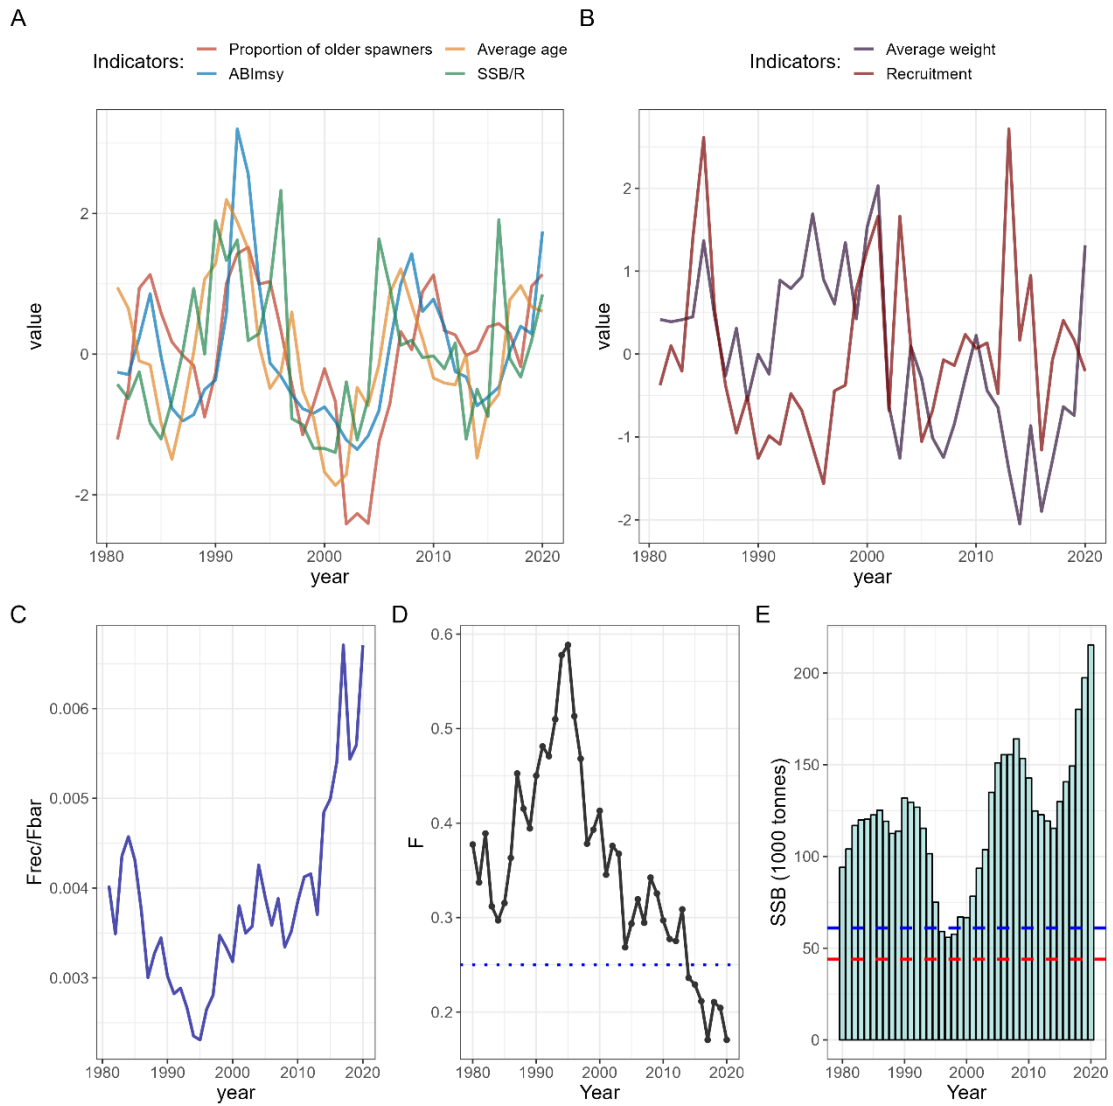 A
Indicators:
Proportion of older spawners
Average age
ABImsy
SSB/R
value
2
0
-2
1980
1990
2000
2010
2020
year
B
Indicators:
Average weight
Recruitment
value
2
1
0
-1
-2
1980
1990
2000
2010
2020
year
C
Frec/Fbar
0.006
0.005
0.004
0.003
1980
1990
2000
2010
2020
year
D
F
0.6
0.5
0.4
0.3
0.2
1980
1990
2000
2010
2020
Year
E
SSB (1000 tonnes)
200
150
100
50
0
1980
1990
2000
2010
2020
Year